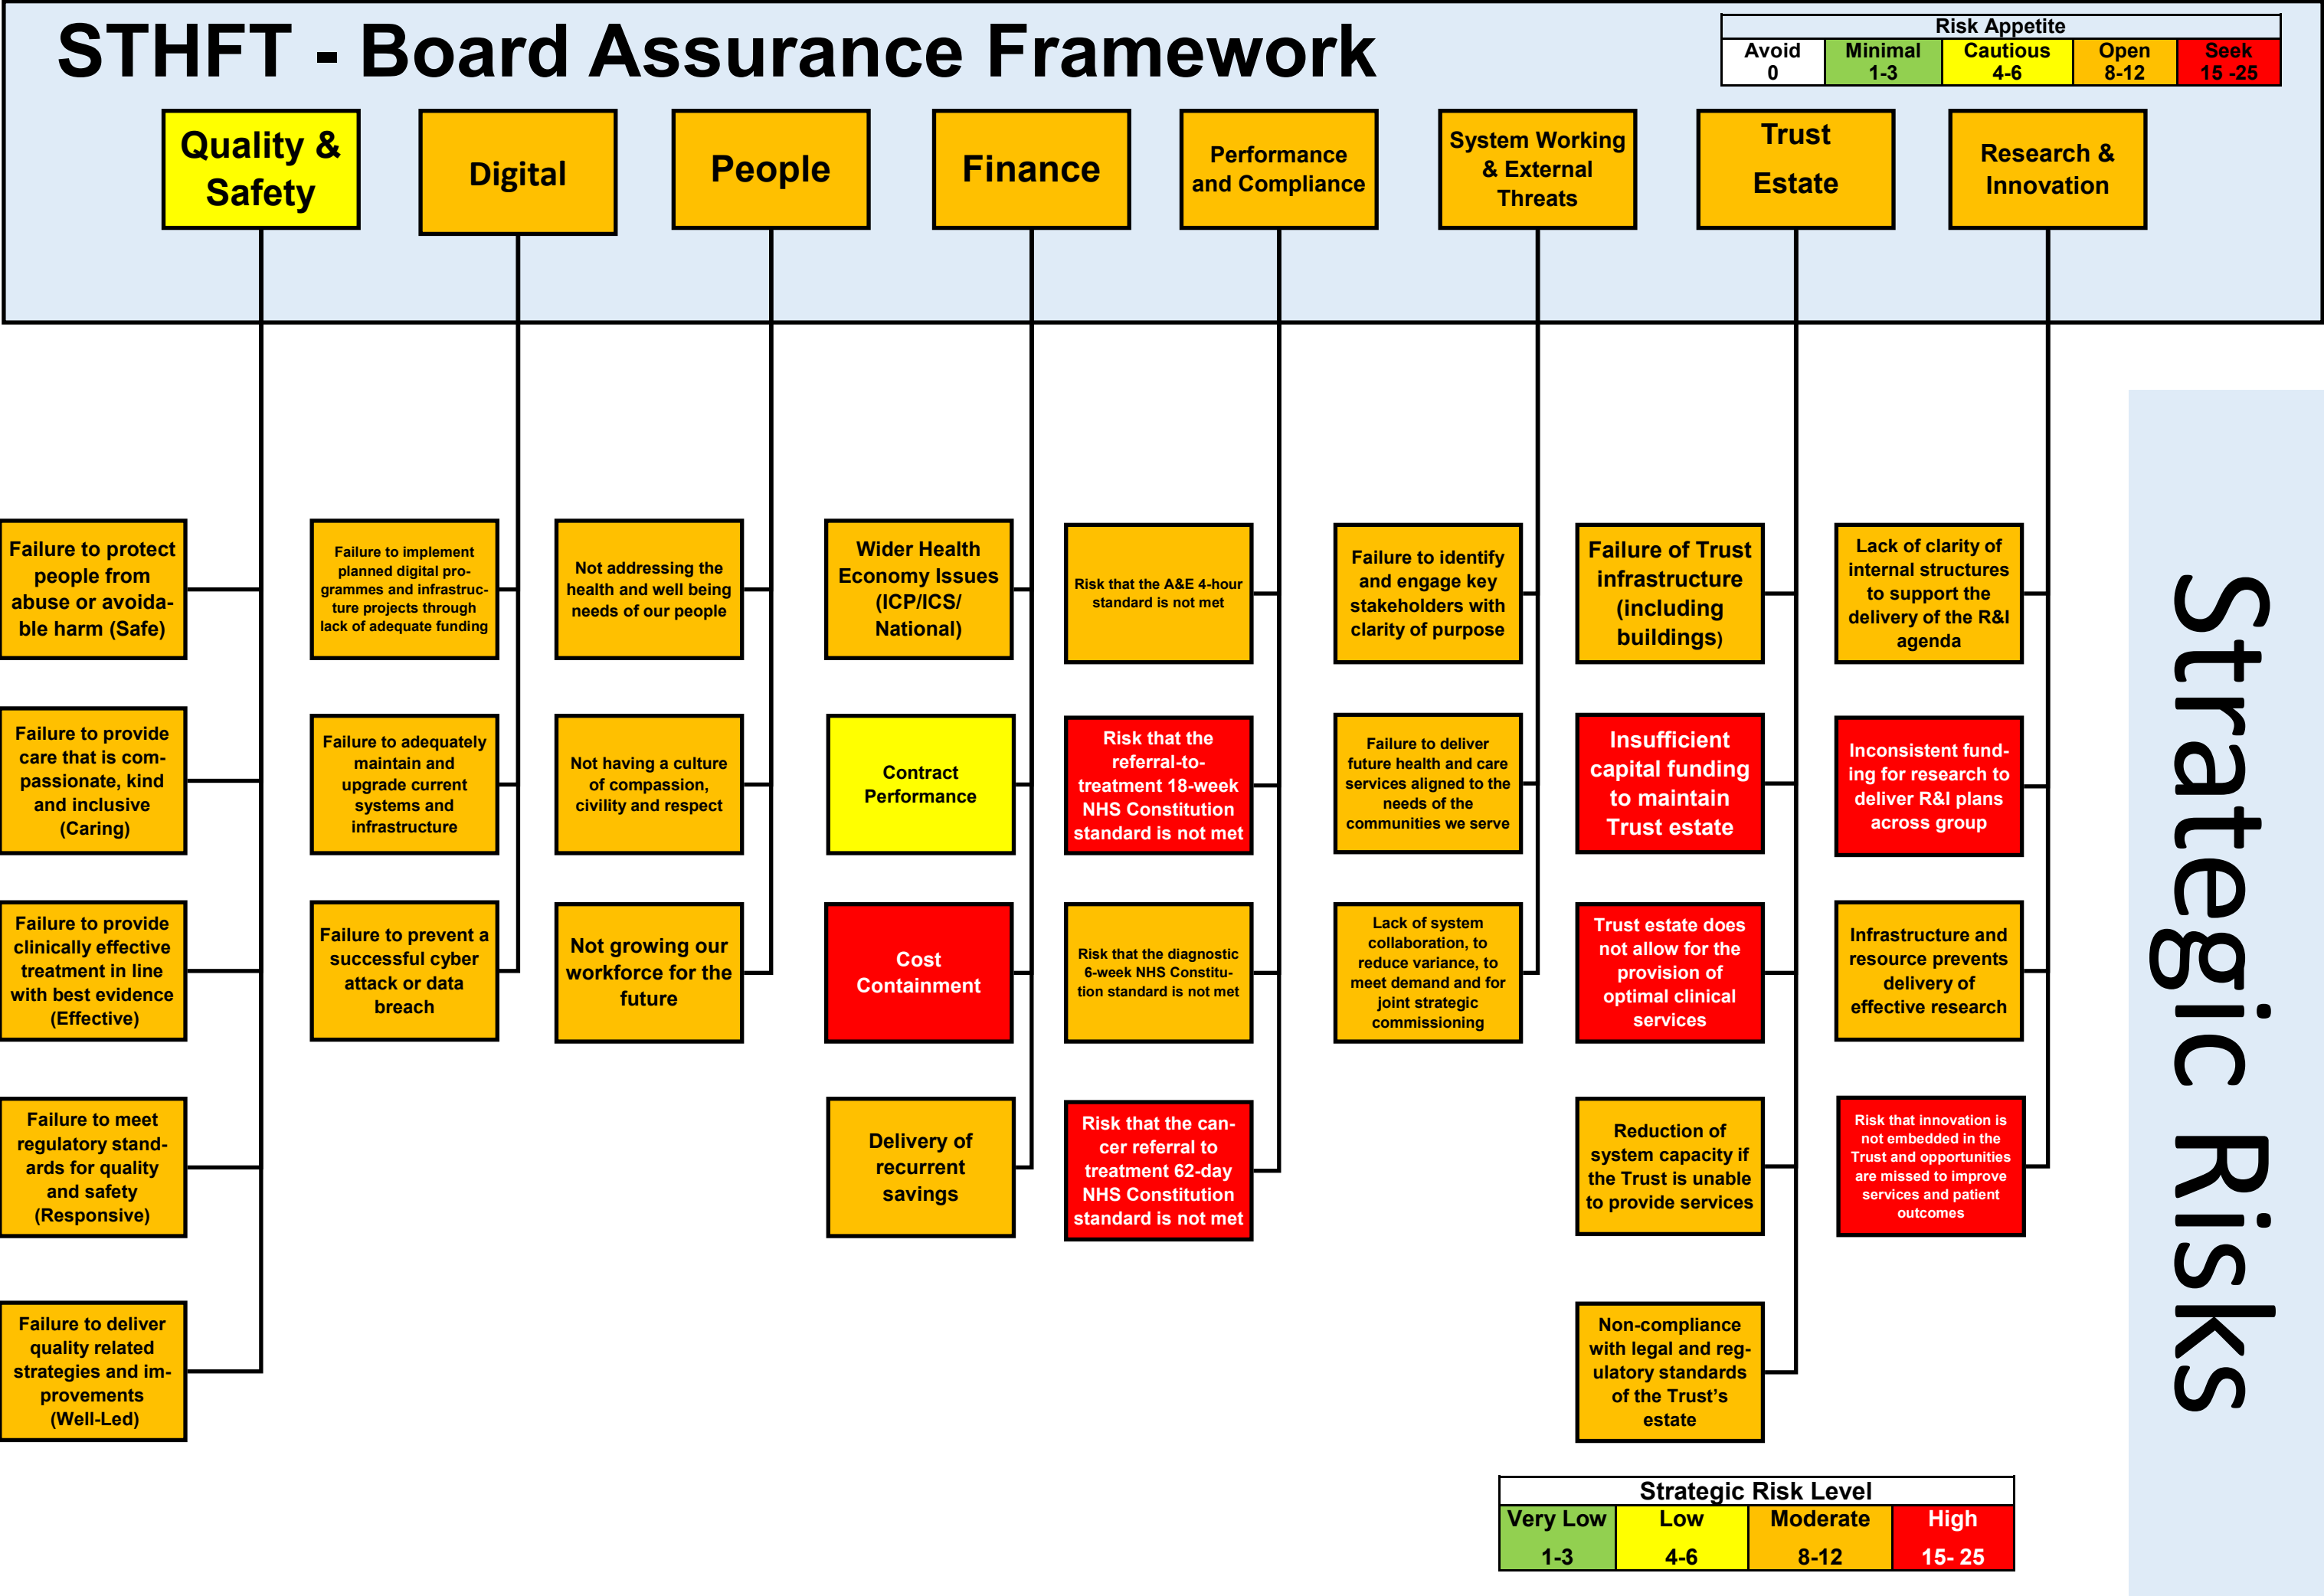 STHFT - Board Assurance Framework
Risk Appetite
Avoid
0
Minimal
1-3
Cautious
4-6
Open
8-12
Seek
15 -25
Quality &
Safety
Digital
People
Finance
Performance
and Compliance
System Working
& External
Threats
Trust
Estate
Research &
Innovation
Failure to protect
people from
abuse or avoida-
ble harm (Safe)
Failure to provide
care that is com-
passionate, kind
and inclusive
(Caring)
Failure to provide
clinically effective
treatment in line
with best evidence
(Effective)
Failure to meet
regulatory stand-
ards for quality
and safety
(Responsive)
Failure to deliver
quality related
strategies and im-
provements
(Well-Led)
Failure to implement
planned digital pro-
grammes and infrastruc-
ture projects through
lack of adequate funding
Failure to adequately
maintain and
upgrade current
systems and
infrastructure
Failure to prevent a
successful cyber
attack or data
breach
Not addressing the
health and well being
needs of our people
Not having a culture
of compassion,
civility and respect
Not growing our
workforce for the
future
Wider Health
Economy Issues
(ICP/ICS/
National)
Contract
Performance
Cost
Containment
Delivery of
recurrent
savings
Risk that the A&E 4-hour
standard is not met
Risk that the
referral-to-
treatment 18-week
NHS Constitution
standard is not met
Risk that the diagnostic
6-week NHS Constitu-
tion standard is not met
Risk that the can-
cer referral to
treatment 62-day
NHS Constitution
standard is not met
Failure to identify
and engage key
stakeholders with
clarity of purpose
Failure to deliver
future health and care
services aligned to the
needs of the
communities we serve
Lack of system
collaboration, to
reduce variance, to
meet demand and for
joint strategic
commissioning
Failure of Trust
infrastructure
(including
buildings)
Insufficient
capital funding
to maintain
Trust estate
Trust estate does
not allow for the
provision of
optimal clinical
services
Reduction of
system capacity if
the Trust is unable
to provide services
Non-compliance
with legal and reg-
ulatory standards
of the Trust’s
estate
Lack of clarity of
internal structures
to support the
delivery of the R&I
agenda
Inconsistent fund-
ing for research to
deliver R&I plans
across group
Infrastructure and
resource prevents
delivery of
effective research
Risk that innovation is
not embedded in the
Trust and opportunities
are missed to improve
services and patient
outcomes
Strategic Risks
Strategic Risk Level
Very Low
1-3
Low
4-6
Moderate
8-12
High
15- 25